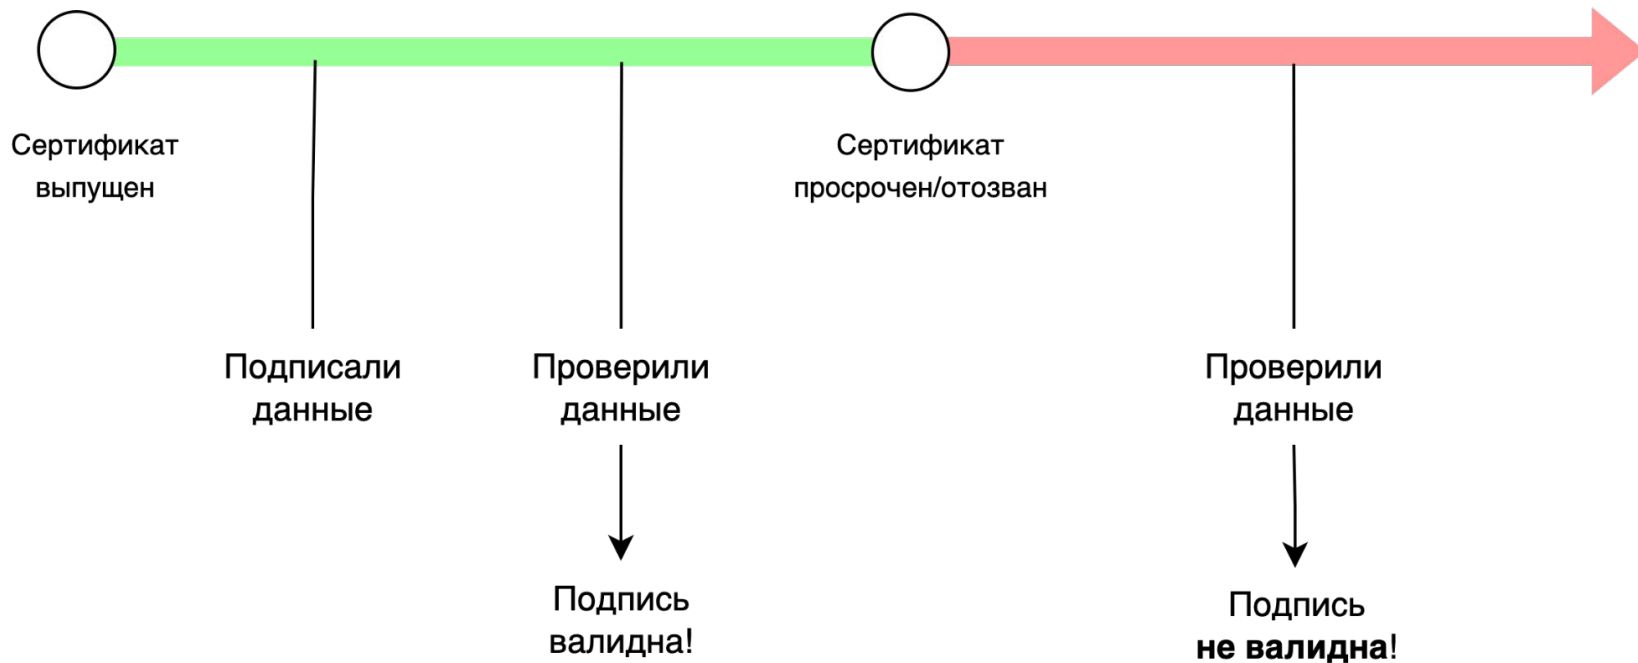 Сертификат
выпущен
Сертификат
просрочен/отозван
Подписали
данные
Проверили
данные
Проверили
данные
Подпись
валидна!
Подпись
не валидна!